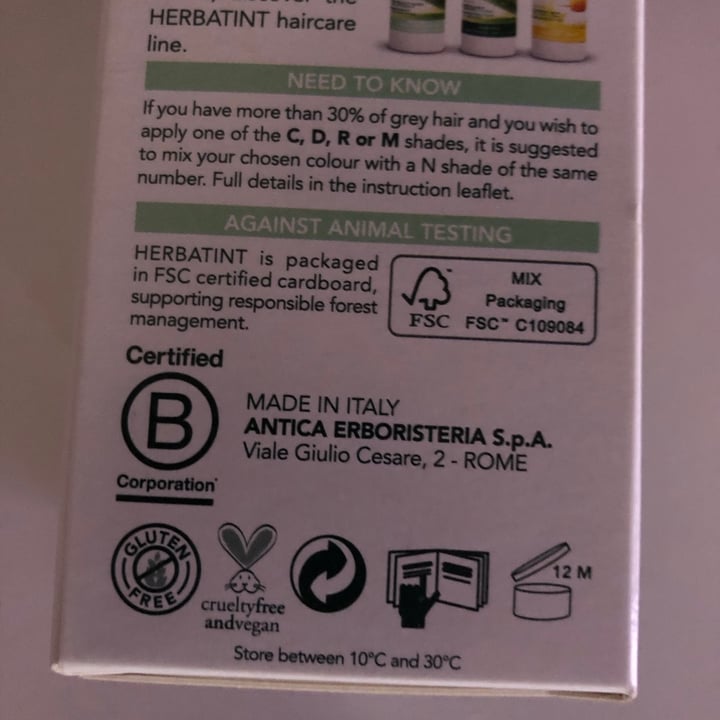 HERBATINT haircare
line.
NEED TO KNOW
If you have more than 30% of grey hair and you wish to
apply one of the C, D, R or M shades, it is suggested
to mix your chosen colour with a N shade of the same
number. Full details in the instruction leaflet.
AGAINST ANIMAL TESTING
HERBATINT is packaged
in FSC certified cardboard,
supporting responsible forest
management.
FSC
MIX
Packaging
FSC™ C109084
Certified
B
Corporation
MADE IN ITALY
ANTICA ERBORISTERIA S.p.A.
Viale Giulio Cesare, 2 - ROME
GLUTEN
FREE
crueltyfree
andvegan
12 M
Store between 10°C and 30°C